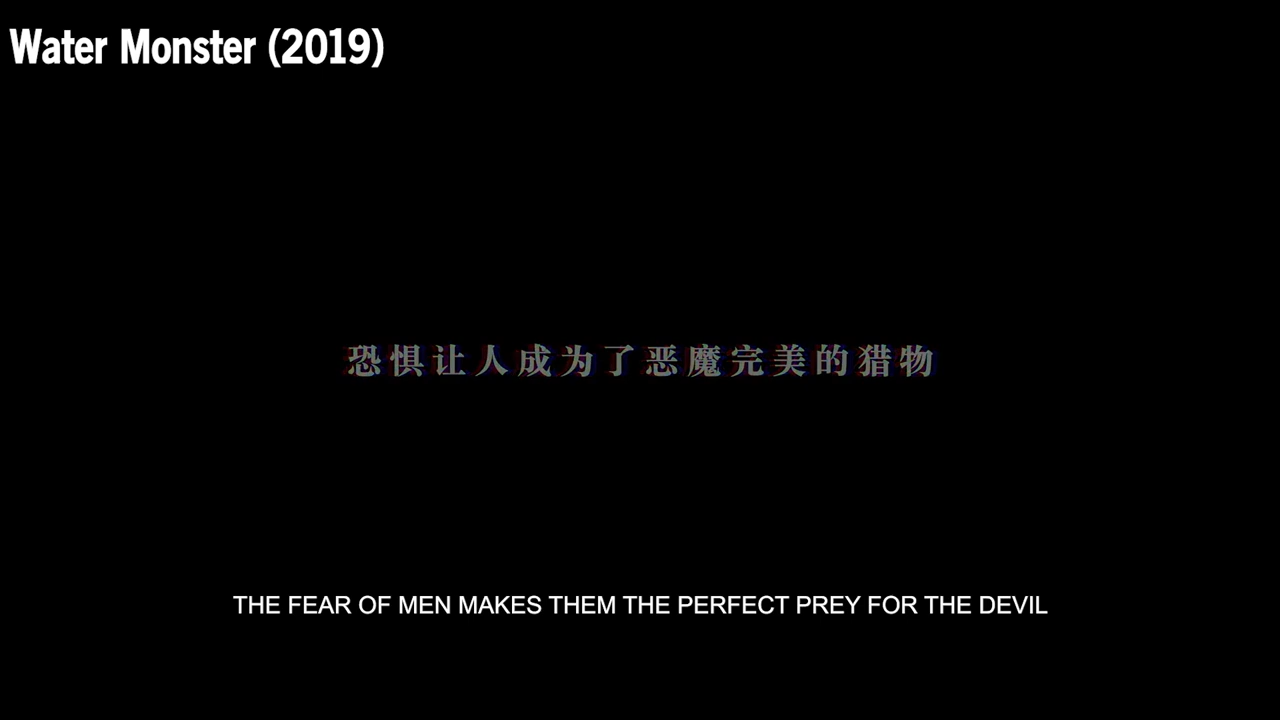 Water Monster (2019)
恐惧让人成为了恶魔完美的猎物
THE FEAR OF MEN MAKES THEM THE PERFECT PREY FOR THE DEVIL